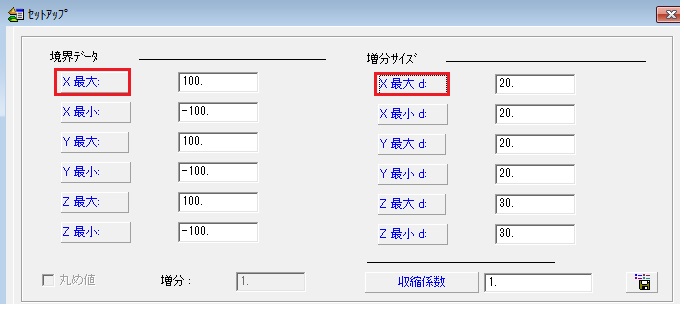 セットアップ
境界データ
X 最大:
100.
X 最小:
-100.
Y 最大:
100.
Y 最小:
-100.
Z 最大:
100.
Z 最小:
-100.
増分サイズ
X 最大 d:
20.
X 最小 d:
20.
Y 最大 d:
20.
Y 最小 d:
20.
Z 最大 d:
30.
Z 最小 d:
30.
丸め値
増分:
1.
収縮係数
1.